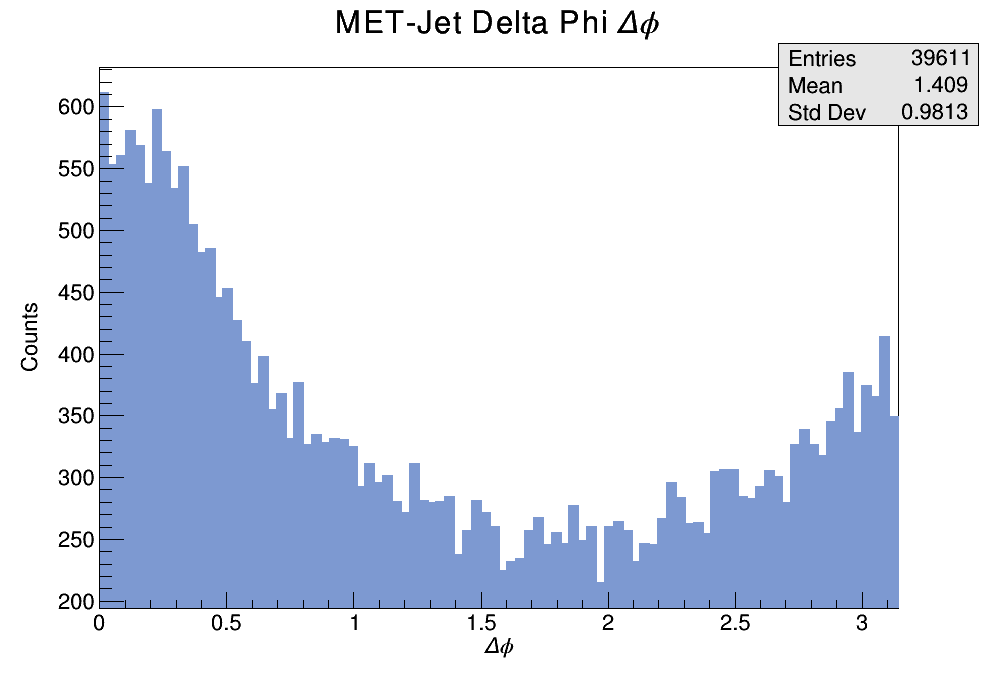 MET-Jet Delta Phi Δϕ
Entries 39611
Mean 1.409
Std Dev 0.9813
Counts
600
550
500
450
400
350
300
250
200
0 0.5 1 1.5 2 2.5 3
Δϕ